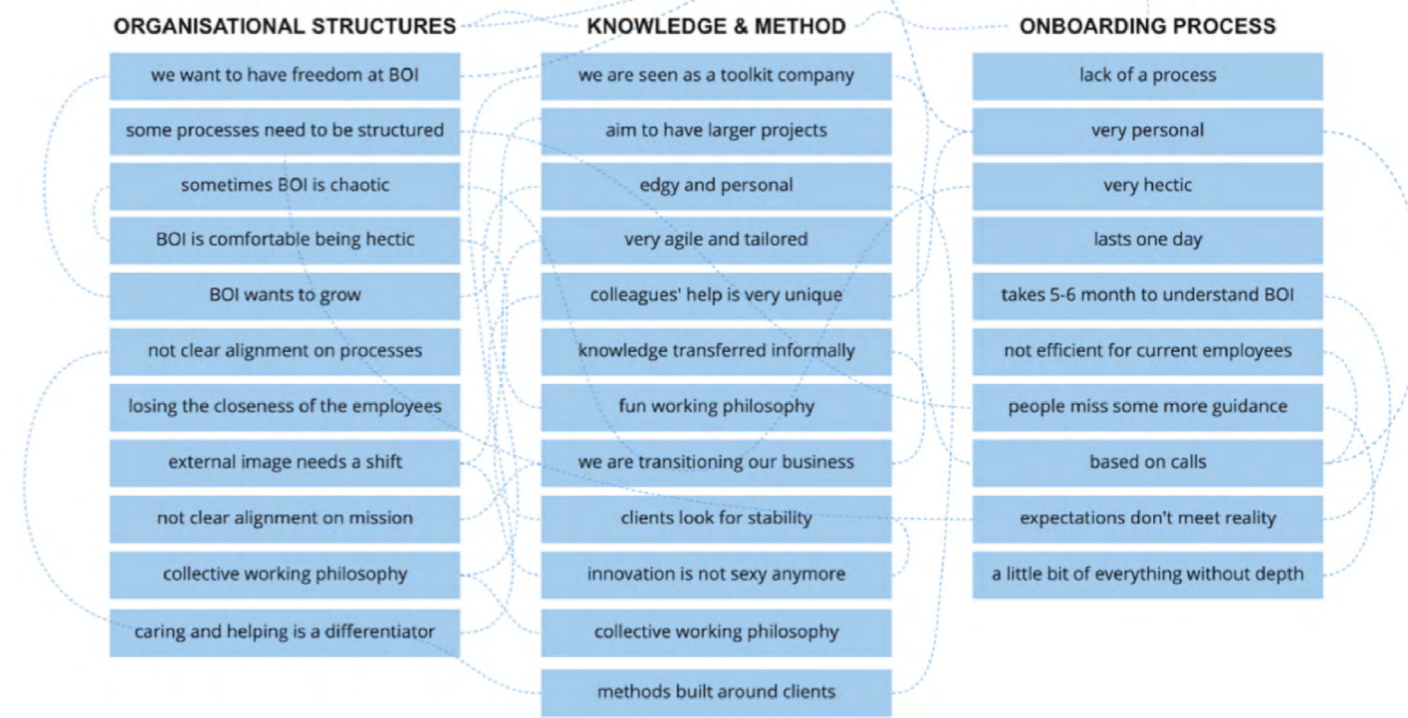 ORGANISATIONAL STRUCTURES
we want to have freedom at BOI
some processes need to be structured
sometimes BOI is chaotic
BOI is comfortable being hectic
BOI wants to grow
not clear alignment on processes
losing the closeness of the employees
external image needs a shift
not clear alignment on mission
collective working philosophy
caring and helping is a differentiator
KNOWLEDGE & METHOD
we are seen as a toolkit company
aim to have larger projects
edgy and personal
very agile and tailored
colleagues' help is very unique
knowledge transferred informally
fun working philosophy
we are transitioning our business
clients look for stability
innovation is not sexy anymore
collective working philosophy
methods built around clients
ONBOARDING PROCESS
lack of a process
very personal
very hectic
lasts one day
takes 5-6 month to understand BOI
not efficient for current employees
people miss some more guidance
based on calls
expectations don't meet reality
a little bit of everything without depth